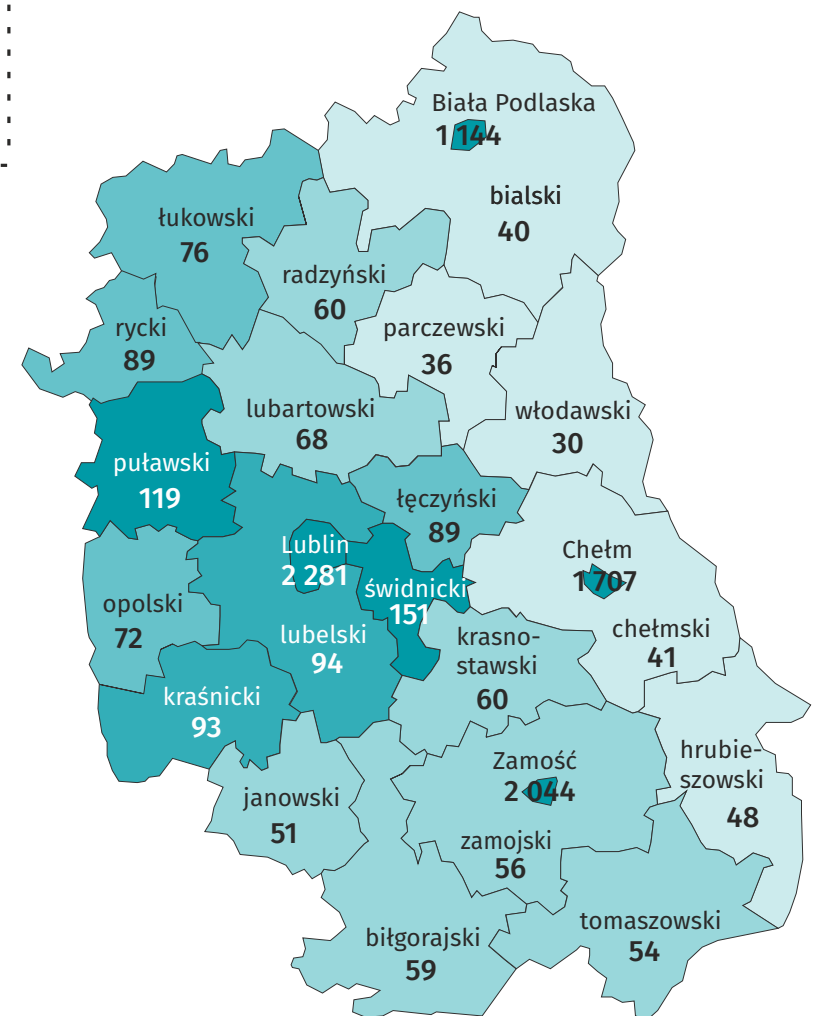 Biała Podlaska
1 144
bialski
40
łukowski
76
radzyński
60
rycki
89
parczewski
36
lubartowski
68
włodawski
30
puławski
119
łęczyński
89
Lublin
2 281
świdnicki
151
Chełm
1 707
opolski
72
lubelski
94
krasno-
stawski
60
chełmski
41
kraśnicki
93
Zamość
2 044
hrubie-
szowski
48
janowski
51
zamojski
56
biłgorajski
59
tomaszowski
54